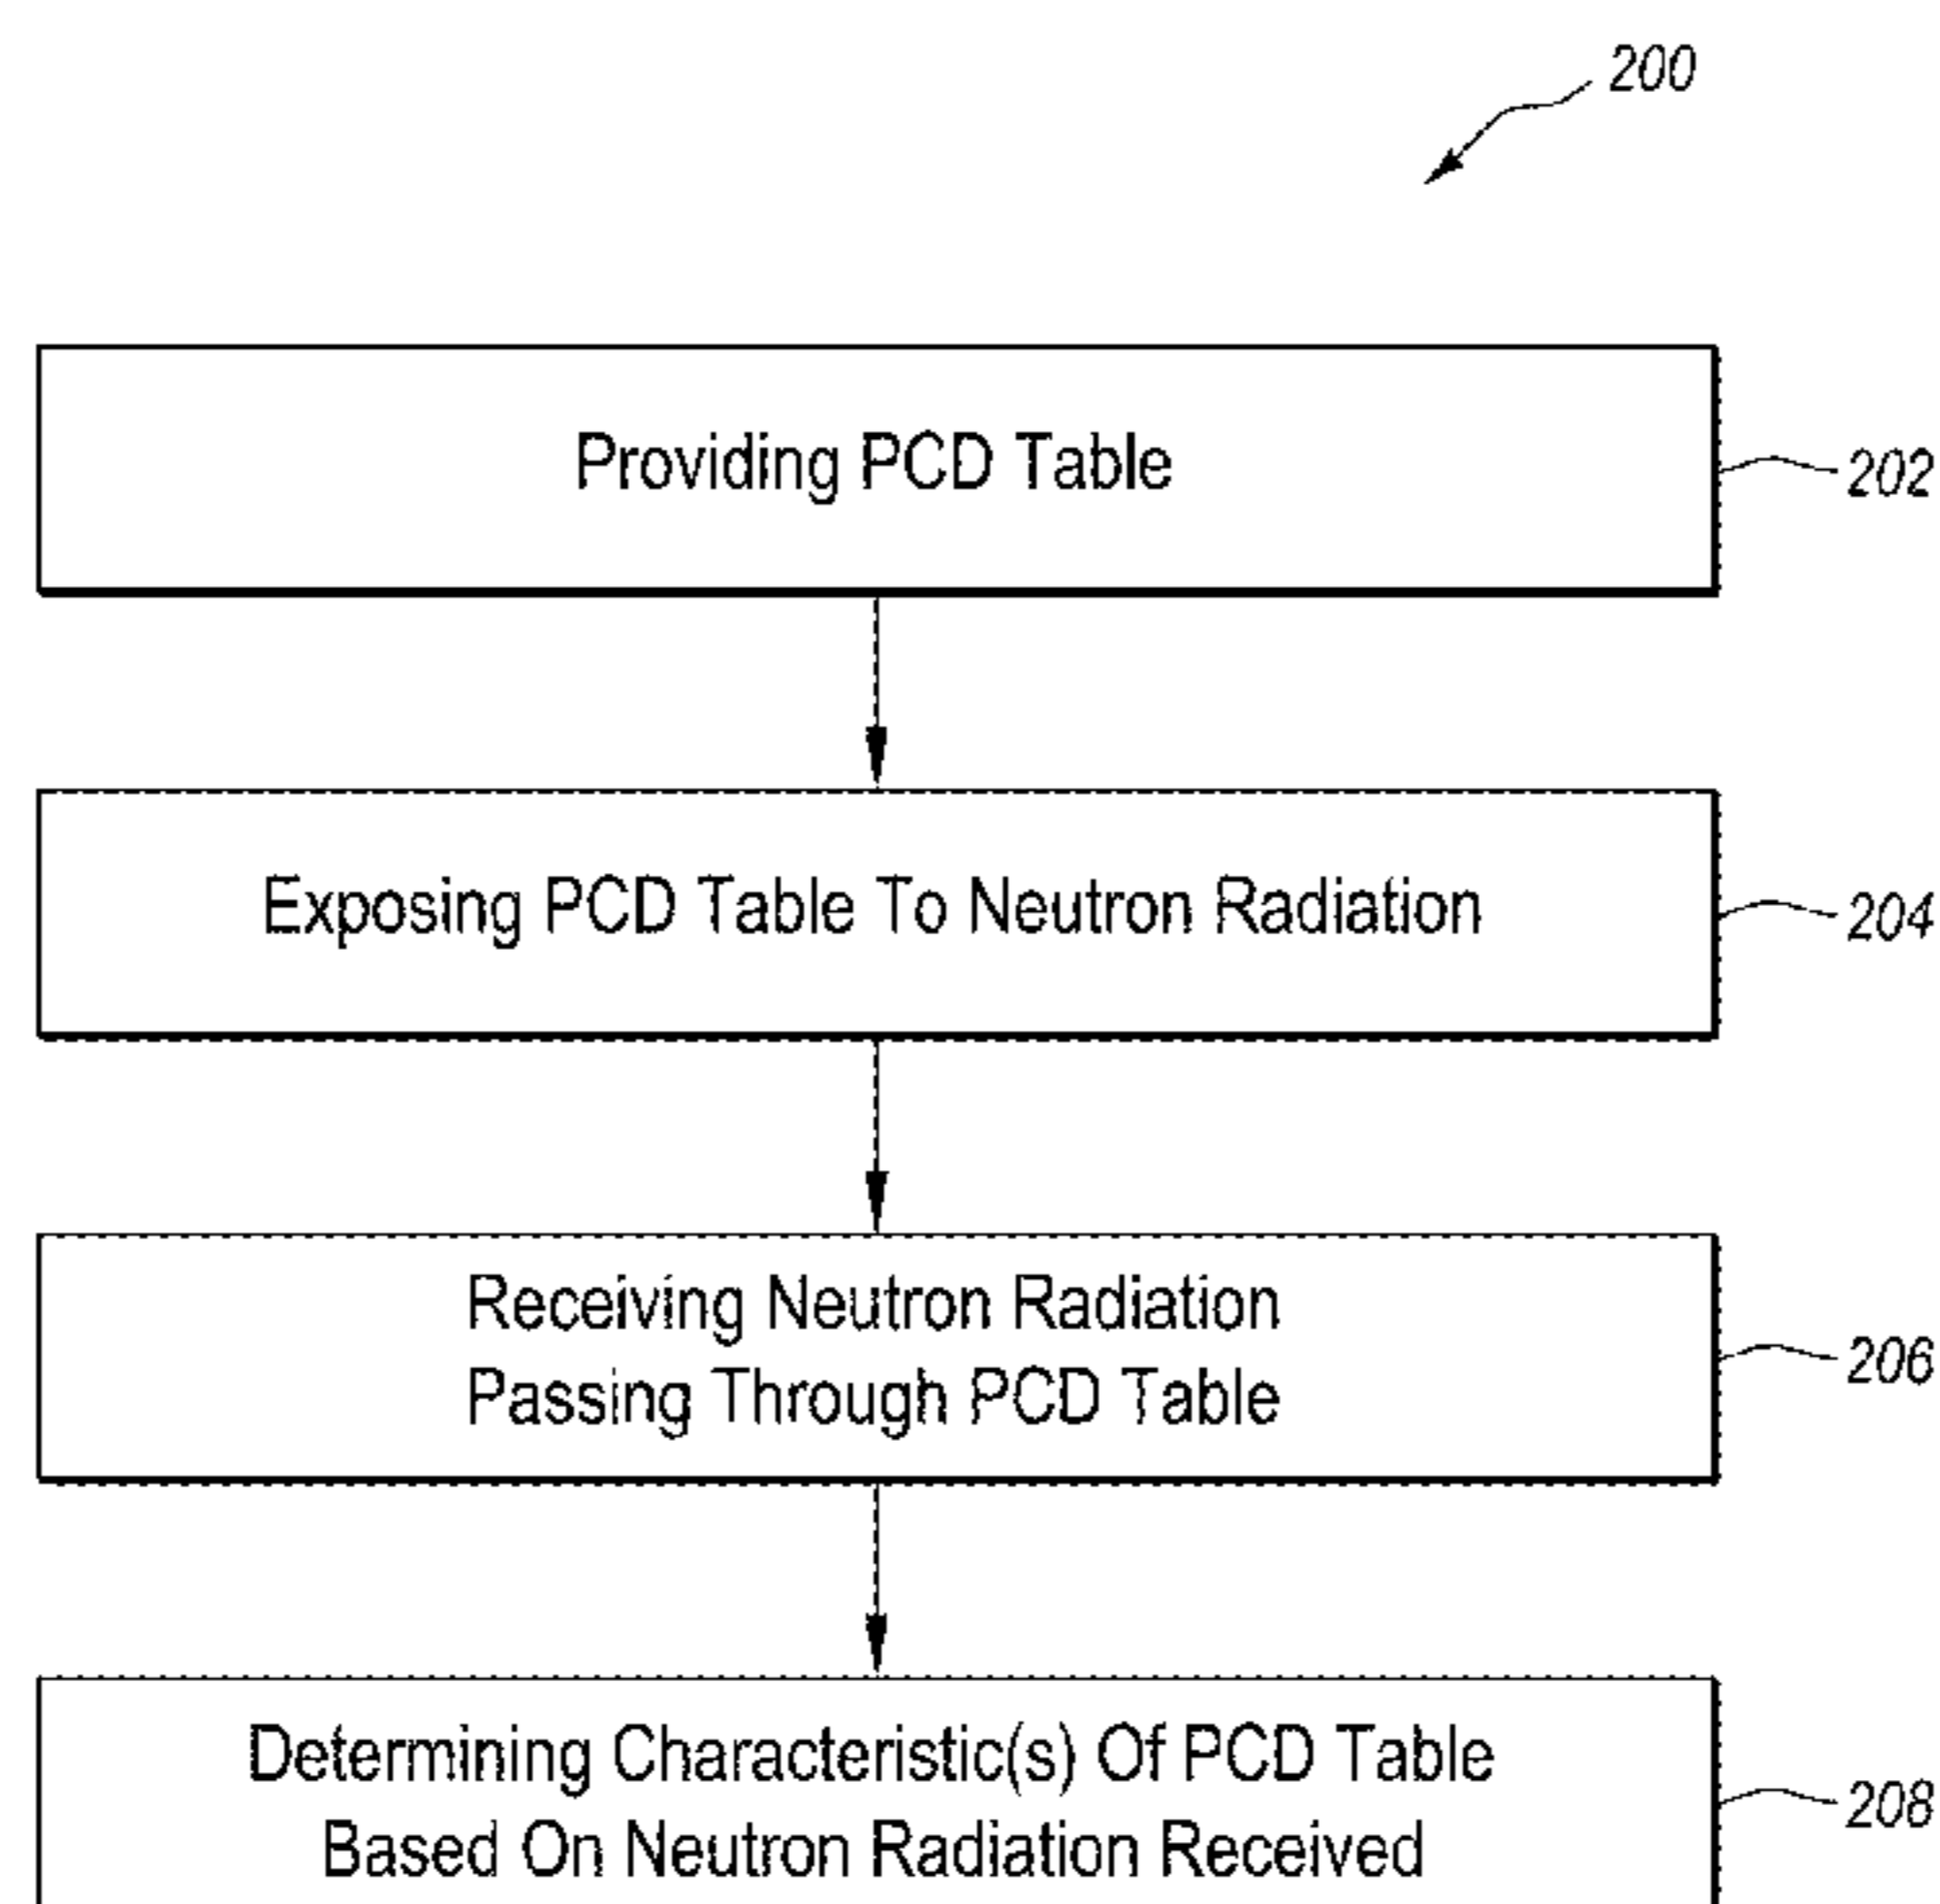 200
Providing PCD Table
202
Exposing PCD Table To Neutron Radiation
204
Receiving Neutron Radiation
Passing Through PCD Table
206
Determining Characteristic(s) Of PCD Table
Based On Neutron Radiation Received
208